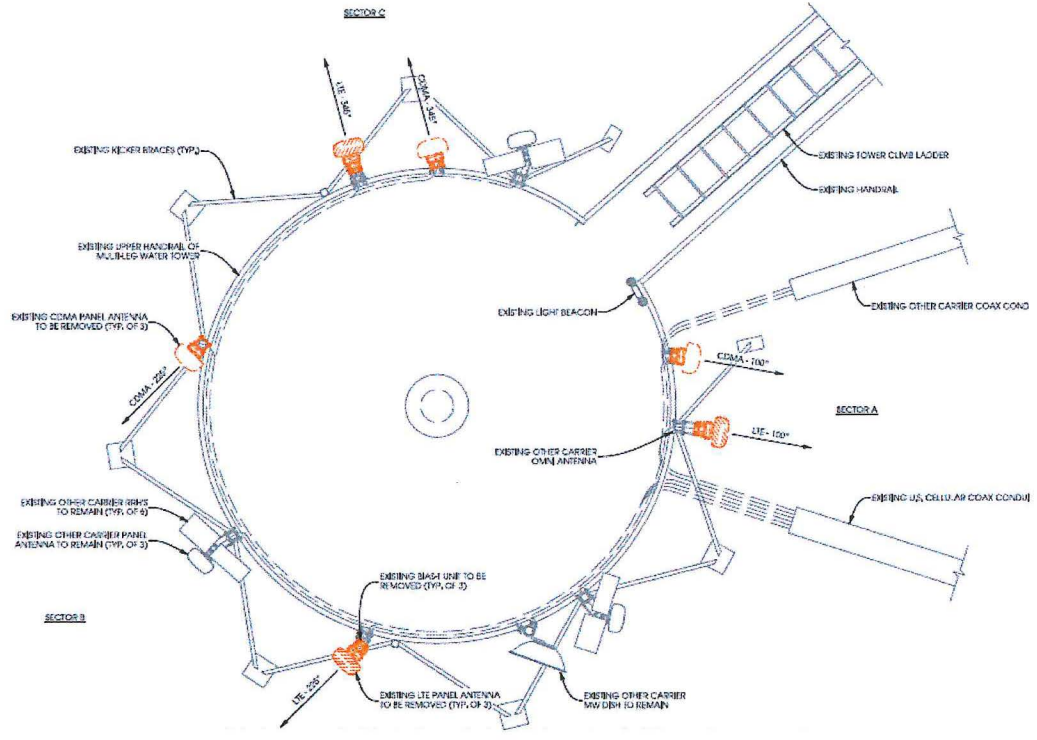 SECTOR C
LTE - 346°
CDMA - 346°
EXISTING KICKER BRACES (TYP.)
EXISTING TOWER CLIMB LADDER
EXISTING HANDRAIL
EXISTING UPPER HANDRAIL OF
MULTI-LEG WATER TOWER
EXISTING LIGHT BEACON
EXISTING OTHER CARRIER COAX COND
EXISTING CDMA PANEL ANTENNA
TO BE REMOVED (TYP. OF 3)
CDMA - 100°
CDMA - 226°
SECTOR A
LTE - 100°
EXISTING OTHER CARRIER
OMNI ANTENNA
EXISTING OTHER CARRIER RRH'S
TO REMAIN (TYP. OF 6)
EXISTING U.S. CELLULAR COAX CONDUI
EXISTING OTHER CARRIER PANEL
ANTENNA TO REMAIN (TYP. OF 3)
EXISTING BIAS-T UNIT TO BE
REMOVED (TYP. OF 3)
SECTOR B
LTE - 226°
EXISTING LTE PANEL ANTENNA
TO BE REMOVED (TYP. OF 3)
EXISTING OTHER CARRIER
MW DISH TO REMAIN